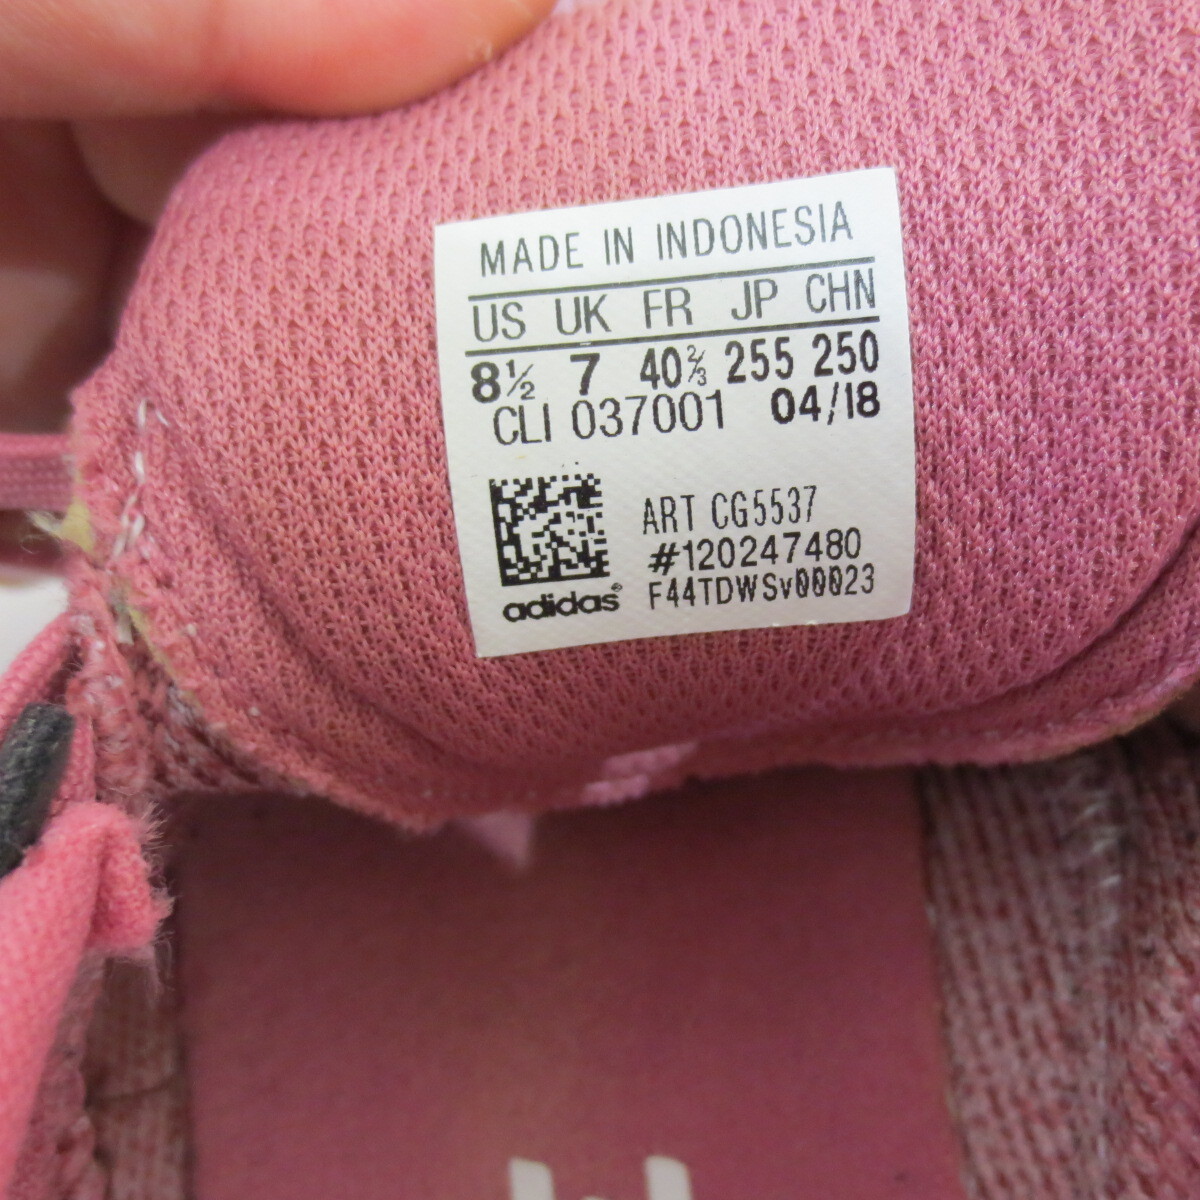 MADE IN INDONESIA
US UK FR JP CHN
8½ 7 40⅔ 255 250
CLI 037001 04/18
ART CG5537
#120247480
F44TDWSv00023
adidas®